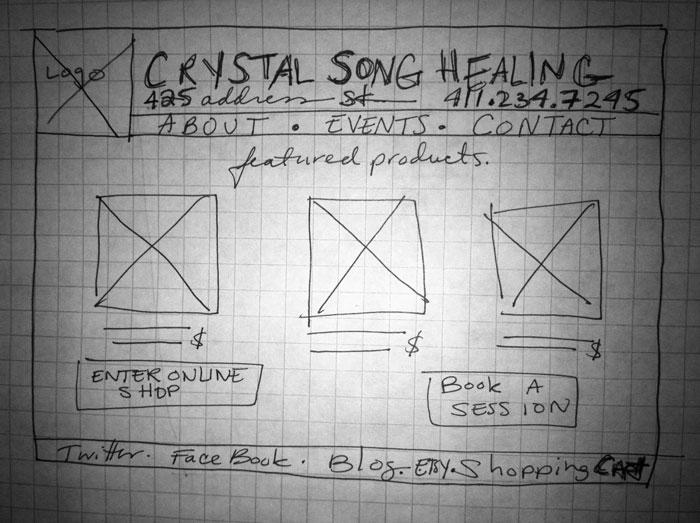 Logo
CRYSTAL SONG HEALING
425 address St 411.234.7245
ABOUT . EVENTS . CONTACT
featured products.
$ $ $
ENTER ONLINE
SHOP
Book A
SESSION
Twitter. FaceBook. Blog. ETSY. Shopping CART